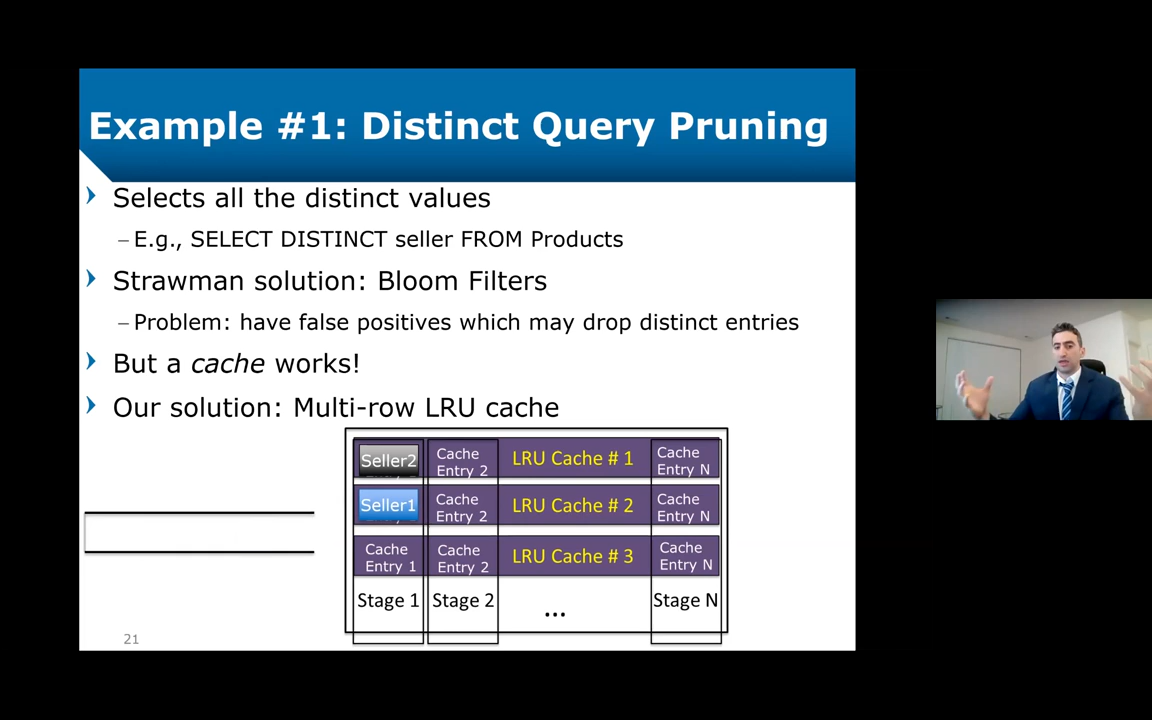 Example #1: Distinct Query Pruning
Selects all the distinct values
–E.g., SELECT DISTINCT seller FROM Products
Strawman solution: Bloom Filters
–Problem: have false positives which may drop distinct entries
But a cache works!
Our solution: Multi-row LRU cache
Seller2
Cache
Entry 2
LRU Cache # 1
Cache
Entry N
Seller1
Cache
Entry 2
LRU Cache # 2
Cache
Entry N
Cache
Entry 1
Cache
Entry 2
LRU Cache # 3
Cache
Entry N
Stage 1
Stage 2
...
Stage N
21